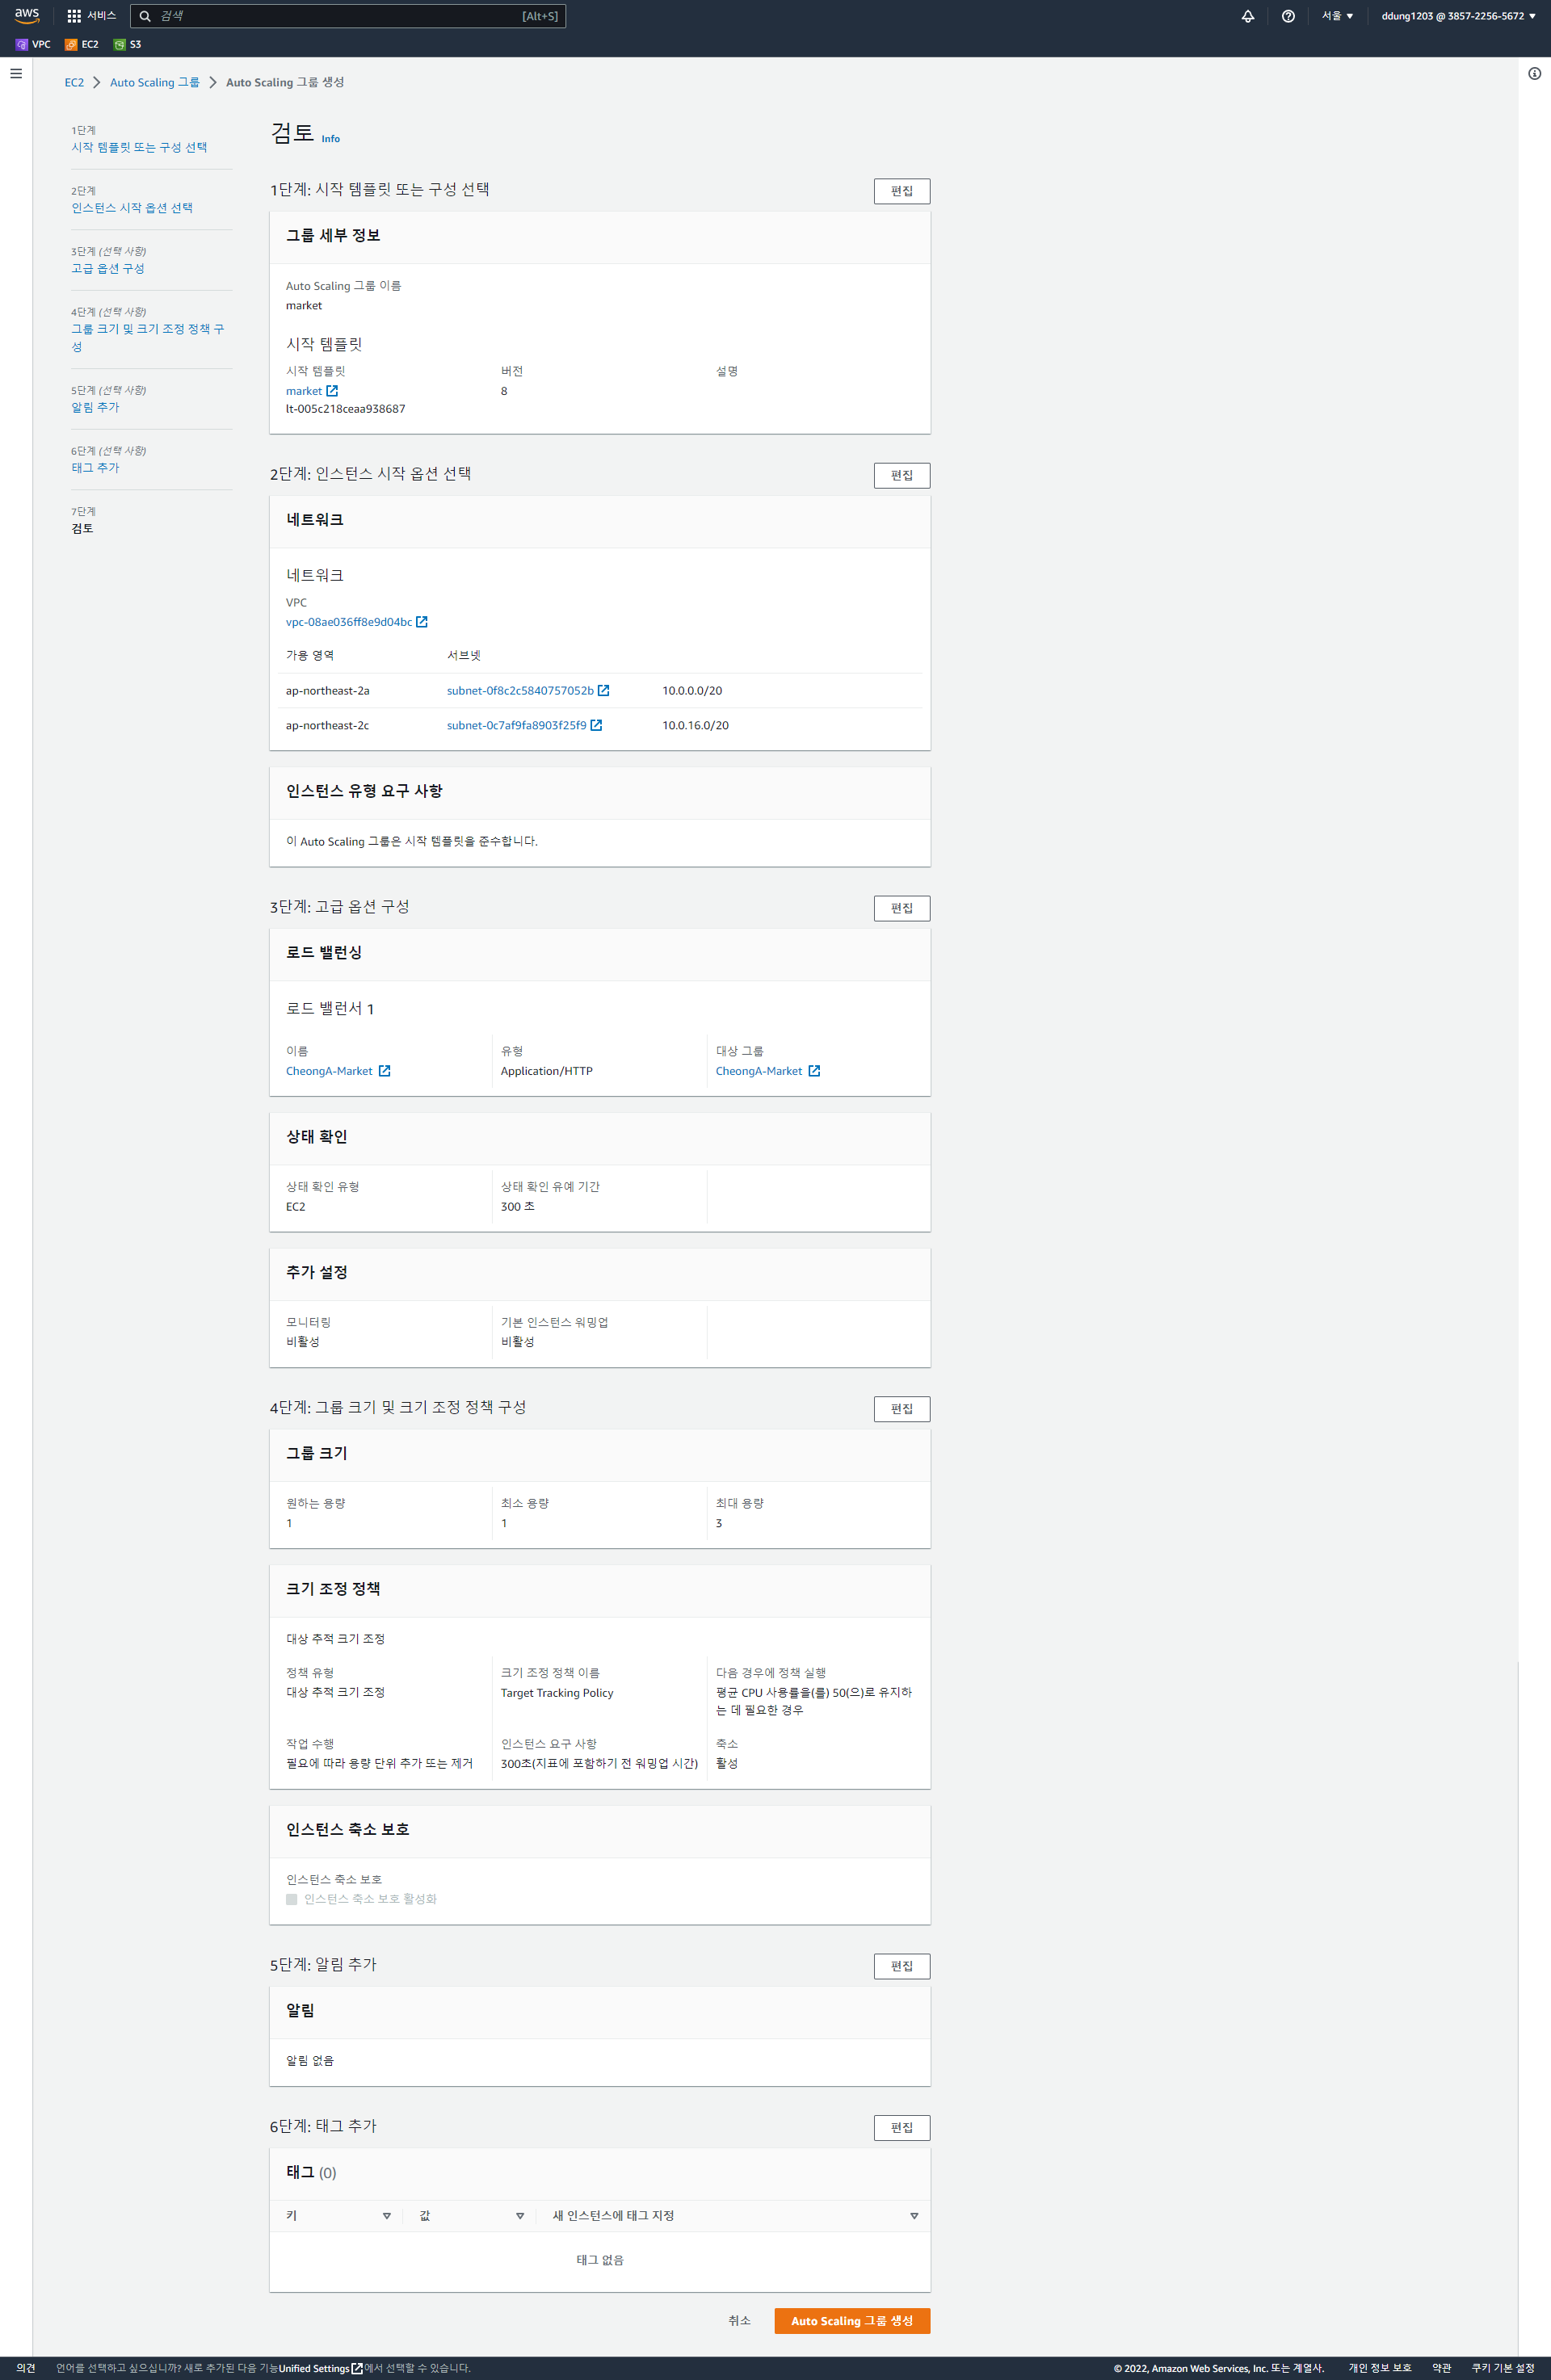 aws
서비스
검색
[Alt+S]
서울 ▼
ddung1203 @ 3857-2256-5672 ▼
VPC
EC2
S3
EC2 > Auto Scaling 그룹 > Auto Scaling 그룹 생성
1단계
시작 템플릿 또는 구성 선택
2단계
인스턴스 시작 옵션 선택
3단계 (선택 사항)
고급 옵션 구성
4단계 (선택 사항)
그룹 크기 및 크기 조정 정책 구
성
5단계 (선택 사항)
알림 추가
6단계 (선택 사항)
태그 추가
7단계
검토
검토 Info
1단계: 시작 템플릿 또는 구성 선택
편집
그룹 세부 정보
Auto Scaling 그룹 이름
market
시작 템플릿
시작 템플릿 버전 설명
market 8
lt-005c218ceaa938687
2단계: 인스턴스 시작 옵션 선택
편집
네트워크
네트워크
VPC
vpc-08ae036ff8e9d04bc
가용 영역 서브넷
ap-northeast-2a subnet-0f8c2c5840757052b 10.0.0.0/20
ap-northeast-2c subnet-0c7af9fa8903f25f9 10.0.16.0/20
인스턴스 유형 요구 사항
이 Auto Scaling 그룹은 시작 템플릿을 준수합니다.
3단계: 고급 옵션 구성
편집
로드 밸런싱
로드 밸런서 1
이름 유형 대상 그룹
CheongA-Market Application/HTTP CheongA-Market
상태 확인
상태 확인 유형 상태 확인 유예 기간
EC2 300 초
추가 설정
모니터링 기본 인스턴스 워밍업
비활성 비활성
4단계: 그룹 크기 및 크기 조정 정책 구성
편집
그룹 크기
원하는 용량 최소 용량 최대 용량
1 1 3
크기 조정 정책
대상 추적 크기 조정
정책 유형 크기 조정 정책 이름 다음 경우에 정책 실행
대상 추적 크기 조정 Target Tracking Policy 평균 CPU 사용률을(를) 50(으)로 유지하
는 데 필요한 경우
작업 수행 인스턴스 요구 사항 축소
필요에 따라 용량 단위 추가 또는 제거 300초(지표에 포함하기 전 워밍업 시간) 활성
인스턴스 축소 보호
인스턴스 축소 보호
인스턴스 축소 보호 활성화
5단계: 알림 추가
편집
알림
알림 없음
6단계: 태그 추가
편집
태그 (0)
키 값 새 인스턴스에 태그 지정
태그 없음
취소
Auto Scaling 그룹 생성
의견
언어를 선택하고 싶으십니까? 새로 추가된 다음 기능Unified Settings에서 선택할 수 있습니다.
© 2022, Amazon Web Services, Inc. 또는 계열사.
개인 정보 보호
약관
쿠키 기본 설정